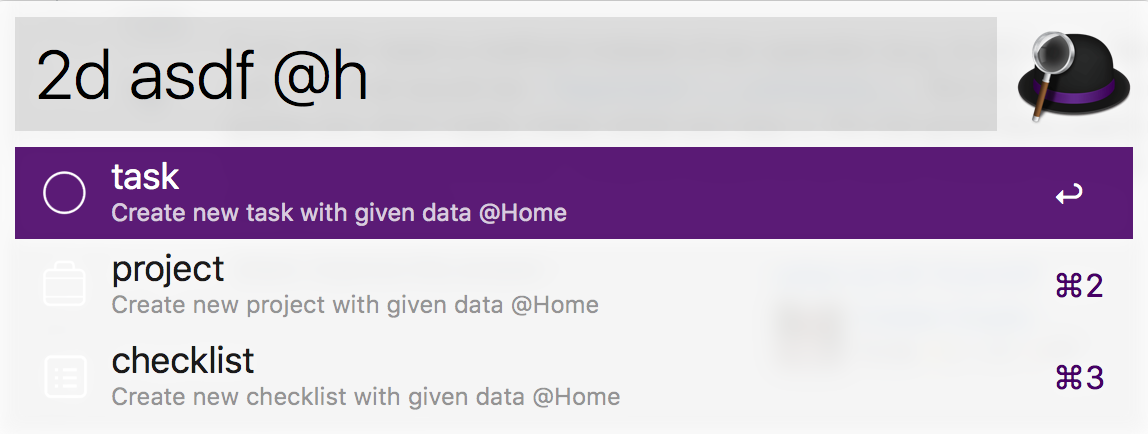 2d asdf @h
task
Create new task with given data @Home
↩
project
Create new project with given data @Home
⌘2
checklist
Create new checklist with given data @Home
⌘3